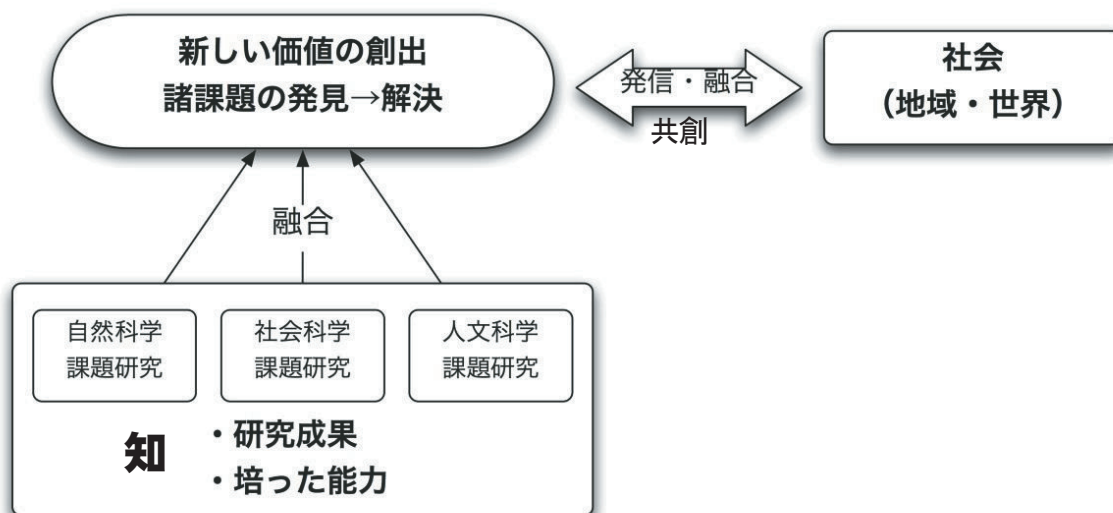 新しい価値の創出
諸課題の発見→解決
発信・融合
共創
社会
（地域・世界）
融合
自然科学
課題研究
社会科学
課題研究
人文科学
課題研究
知
・研究成果
・培った能力